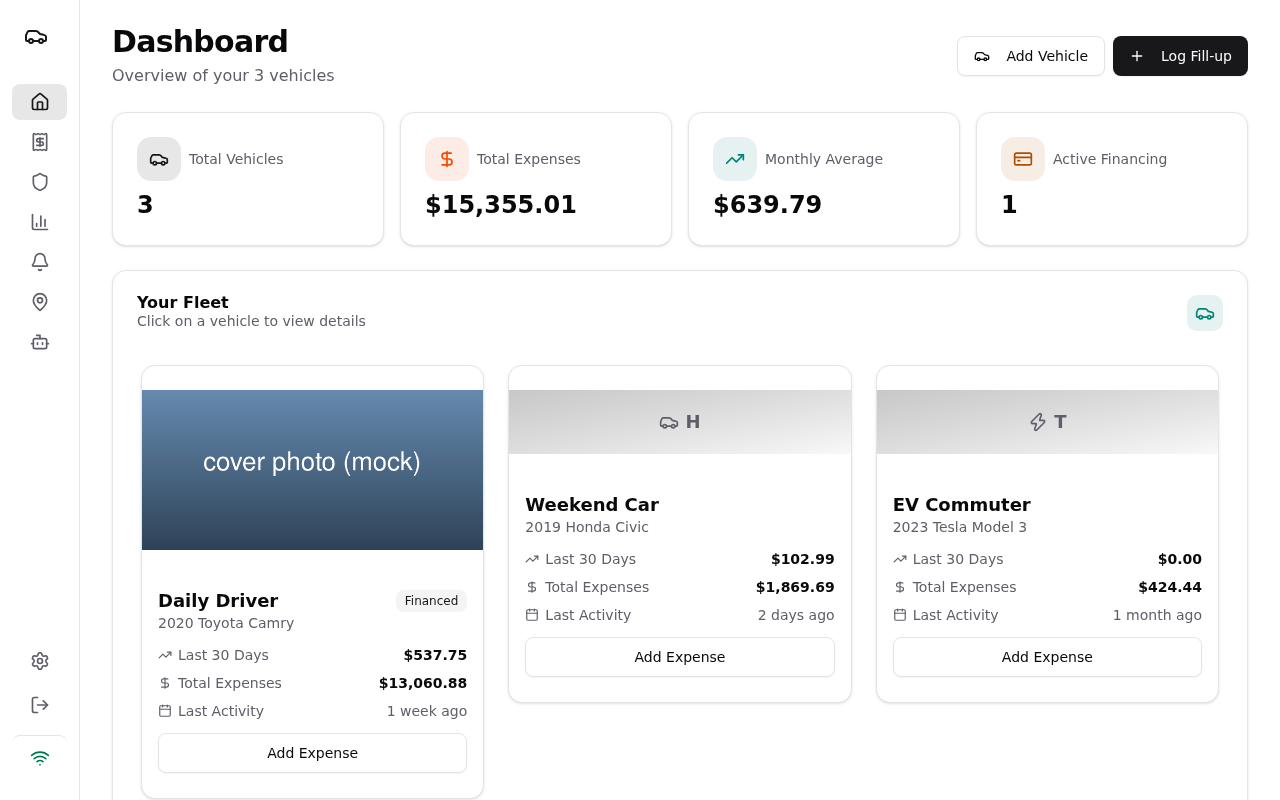 Dashboard
Overview of your 3 vehicles
Add Vehicle
Log Fill-up
Total Vehicles
3
Total Expenses
$15,355.01
Monthly Average
$639.79
Active Financing
1
Your Fleet
Click on a vehicle to view details
cover photo (mock)
Daily Driver
Financed
2020 Toyota Camry
Last 30 Days $537.75
Total Expenses $13,060.88
Last Activity 1 week ago
Add Expense
H
Weekend Car
2019 Honda Civic
Last 30 Days $102.99
Total Expenses $1,869.69
Last Activity 2 days ago
Add Expense
T
EV Commuter
2023 Tesla Model 3
Last 30 Days $0.00
Total Expenses $424.44
Last Activity 1 month ago
Add Expense